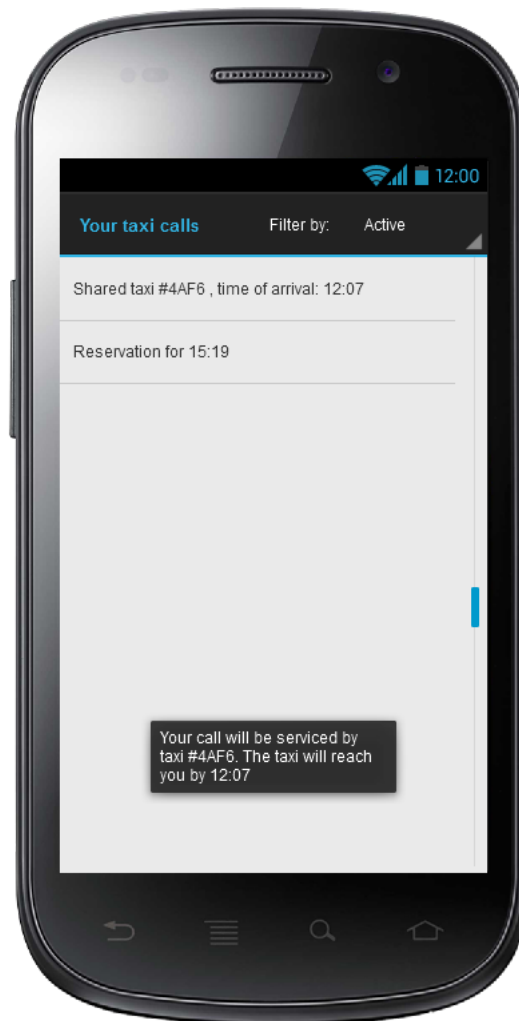 12:00
Your taxi calls Filter by: Active
Shared taxi #4AF6 , time of arrival: 12:07
Reservation for 15:19
Your call will be serviced by
taxi #4AF6. The taxi will reach
you by 12:07